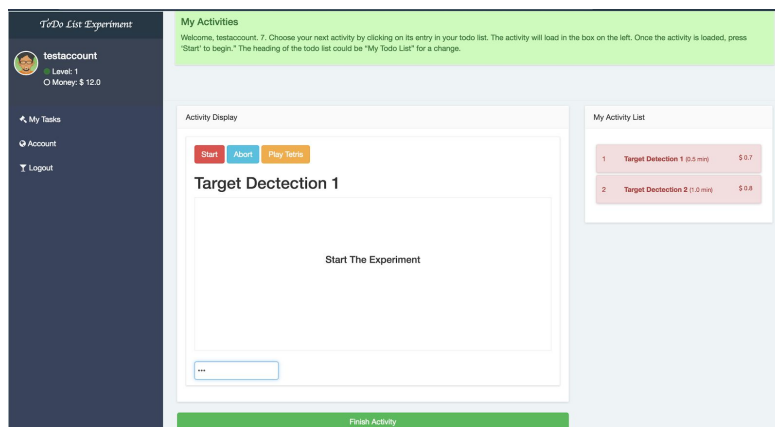 ToDo List Experiment
testaccount
Level: 1
Money: $ 12.0
My Tasks
Account
Logout
My Activities
Welcome, testaccount. 7. Choose your next activity by clicking on its entry in your todo list. The activity will load in the box on the left. Once the activity is loaded, press
'Start' to begin." The heading of the todo list could be “My Todo List” for a change.
Activity Display
Start Abort Play Tetris
Target Dectection 1
Start The Experiment
***
Finish Activity
My Activity List
1 Target Detection 1 (0.5 min) $ 0.7
2 Target Dectection 2 (1.0 min) $ 0.8